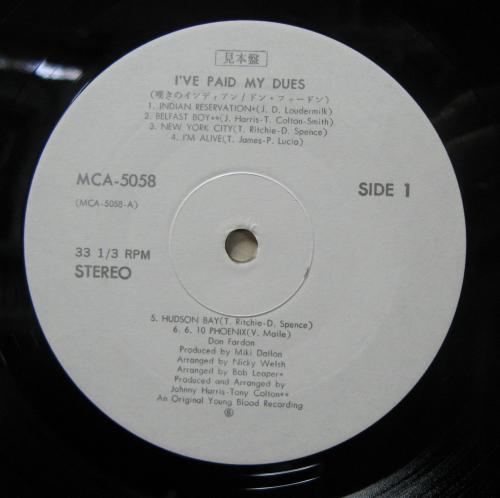 見本盤
I'VE PAID MY DUES
(嘆きのインディアン/ドン・ファードン)
1. INDIAN RESERVATION*(J. D. Loudermilk)
2. BELFAST BOY**(J. Harris-T. Colton-Smith)
3. NEW YORK CITY(T. Ritchie-D. Spence)
4. I'M ALIVE(T. James-P. Lucia)
MCA-5058
(MCA-5058-A)
SIDE 1
33 1/3 RPM
STEREO
5. HUDSON BAY(T. Ritchie-D. Spence)
6. 6. 10 PHOENIX(V. Maile)
Don Fardon
Produced by Miki Dallon
Arranged by Nicky Welsh
Arranged by Bob Leaper*
Produced and Arranged by
Johnny Harris-Tony Colton**
An Original Young Blood Recording